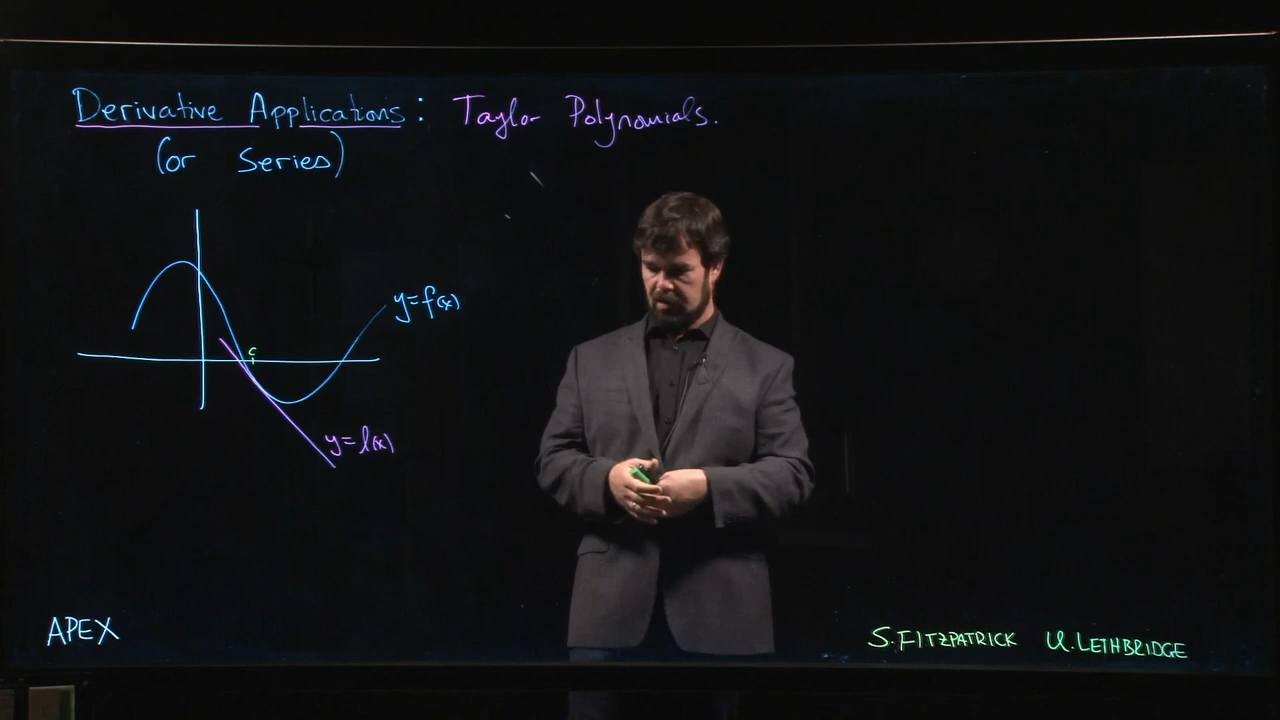 Derivative Applications: Taylor Polynomials.
(or Series)
y=f(x)
c
y=l(x)
APEX
S.FITZPATRICK U.LETHBRIDGE